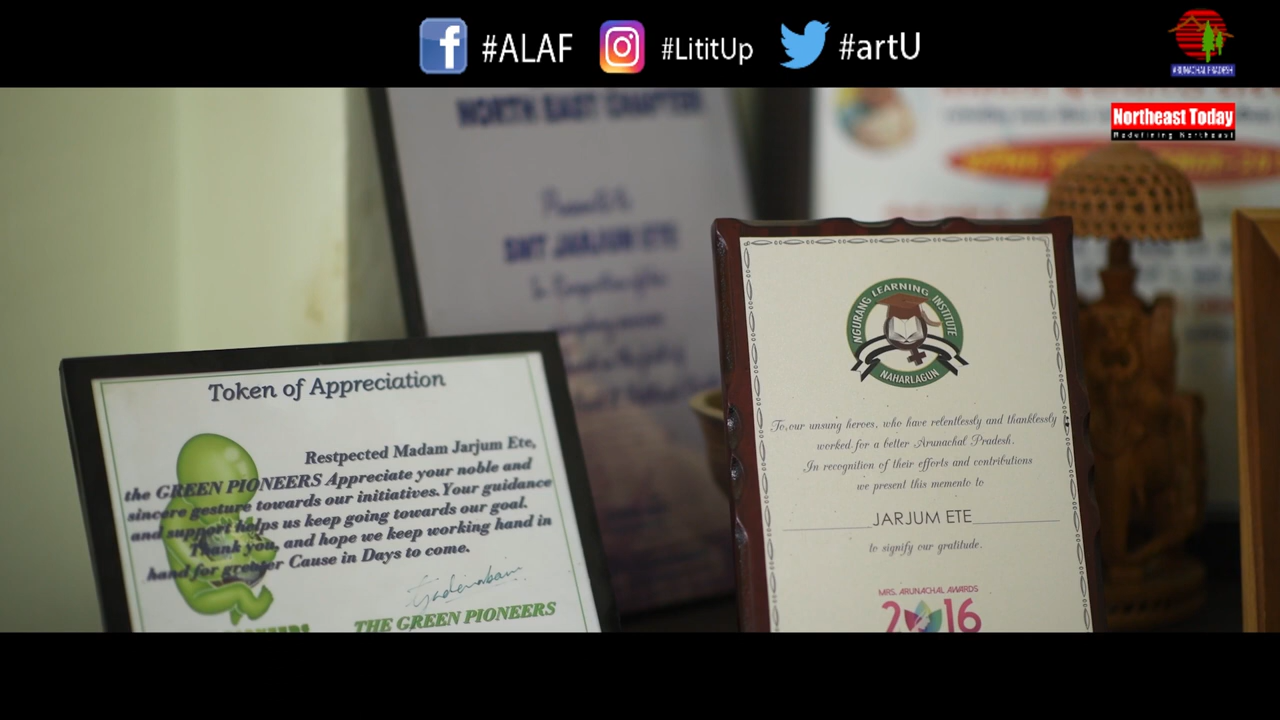 #ALAF
#LititUp
#artU
ARUNACHAL PRADESH
Northeast Today
Redefining Northeast
NORTH EAST CHAPTER
SMT JARJUM ETE
NGURANG LEARNING INSTITUTE
NAHARLAGUN
To,our unsung heroes, who have relentlessly and thanklessly
worked for a better Arunachal Pradesh.
In recognition of their efforts and contributions
we present this memento to
JARJUM ETE
to signify our gratitude.
MRS. ARUNACHAL AWARDS
2016
Token of Appreciation
Restpected Madam Jarjum Ete,
the GREEN PIONEERS Appreciate your noble and
sincere gesture towards our initiatives.Your guidance
and support helps us keep going towards our goal.
Thank you, and hope we keep working hand in
hand for greater Cause in Days to come.
THE GREEN PIONEERS